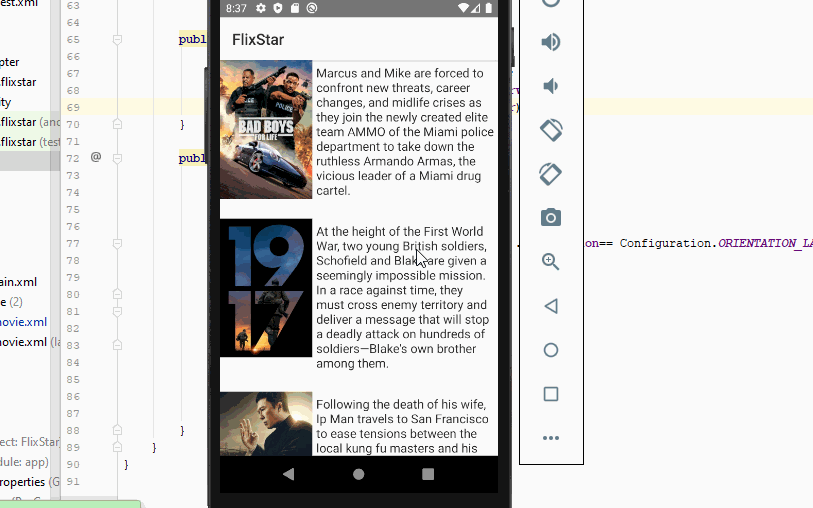 est.xml
pter
.flixstar
ity
.flixstar (and
.flixstar (test
ain.xml
e (2)
movie.xml
movie.xml (la
ect: FlixStar
dule: app)
roperties (G
63
64
65 publ
66
67
68
69
70 }
71
72 @ publ
73
74
75
76
77 on== Configuration.ORIENTATION_LA
78
79
80
81
82
83
84
85
86
87
88 }
89 }
90 }
91
8:37
FlixStar
Marcus and Mike are forced to
confront new threats, career
changes, and midlife crises as
they join the newly created elite
team AMMO of the Miami police
department to take down the
ruthless Armando Armas, the
vicious leader of a Miami drug
cartel.
POLICE
BAD BOYS
FOR LIFE
At the height of the First World
War, two young British soldiers,
Schofield and Blake are given a
seemingly impossible mission.
In a race against time, they
must cross enemy territory and
deliver a message that will stop
a deadly attack on hundreds of
soldiers—Blake's own brother
among them.
19
17
Following the death of his wife,
Ip Man travels to San Francisco
to ease tensions between the
local kung fu masters and his